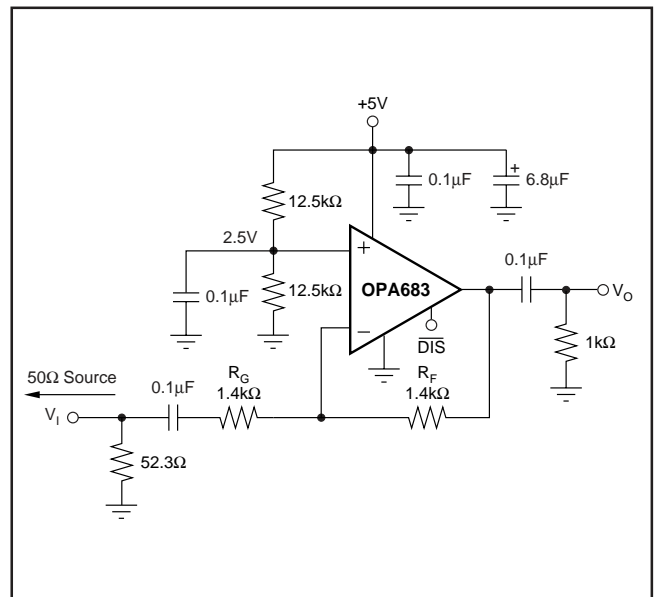 +5V
0.1µF
6.8µF
+
12.5kΩ
2.5V
+
0.1µF
12.5kΩ
OPA683
0.1µF
VO
−
DIS
1kΩ
50Ω Source
VI
0.1µF
RG
1.4kΩ
RF
1.4kΩ
52.3Ω